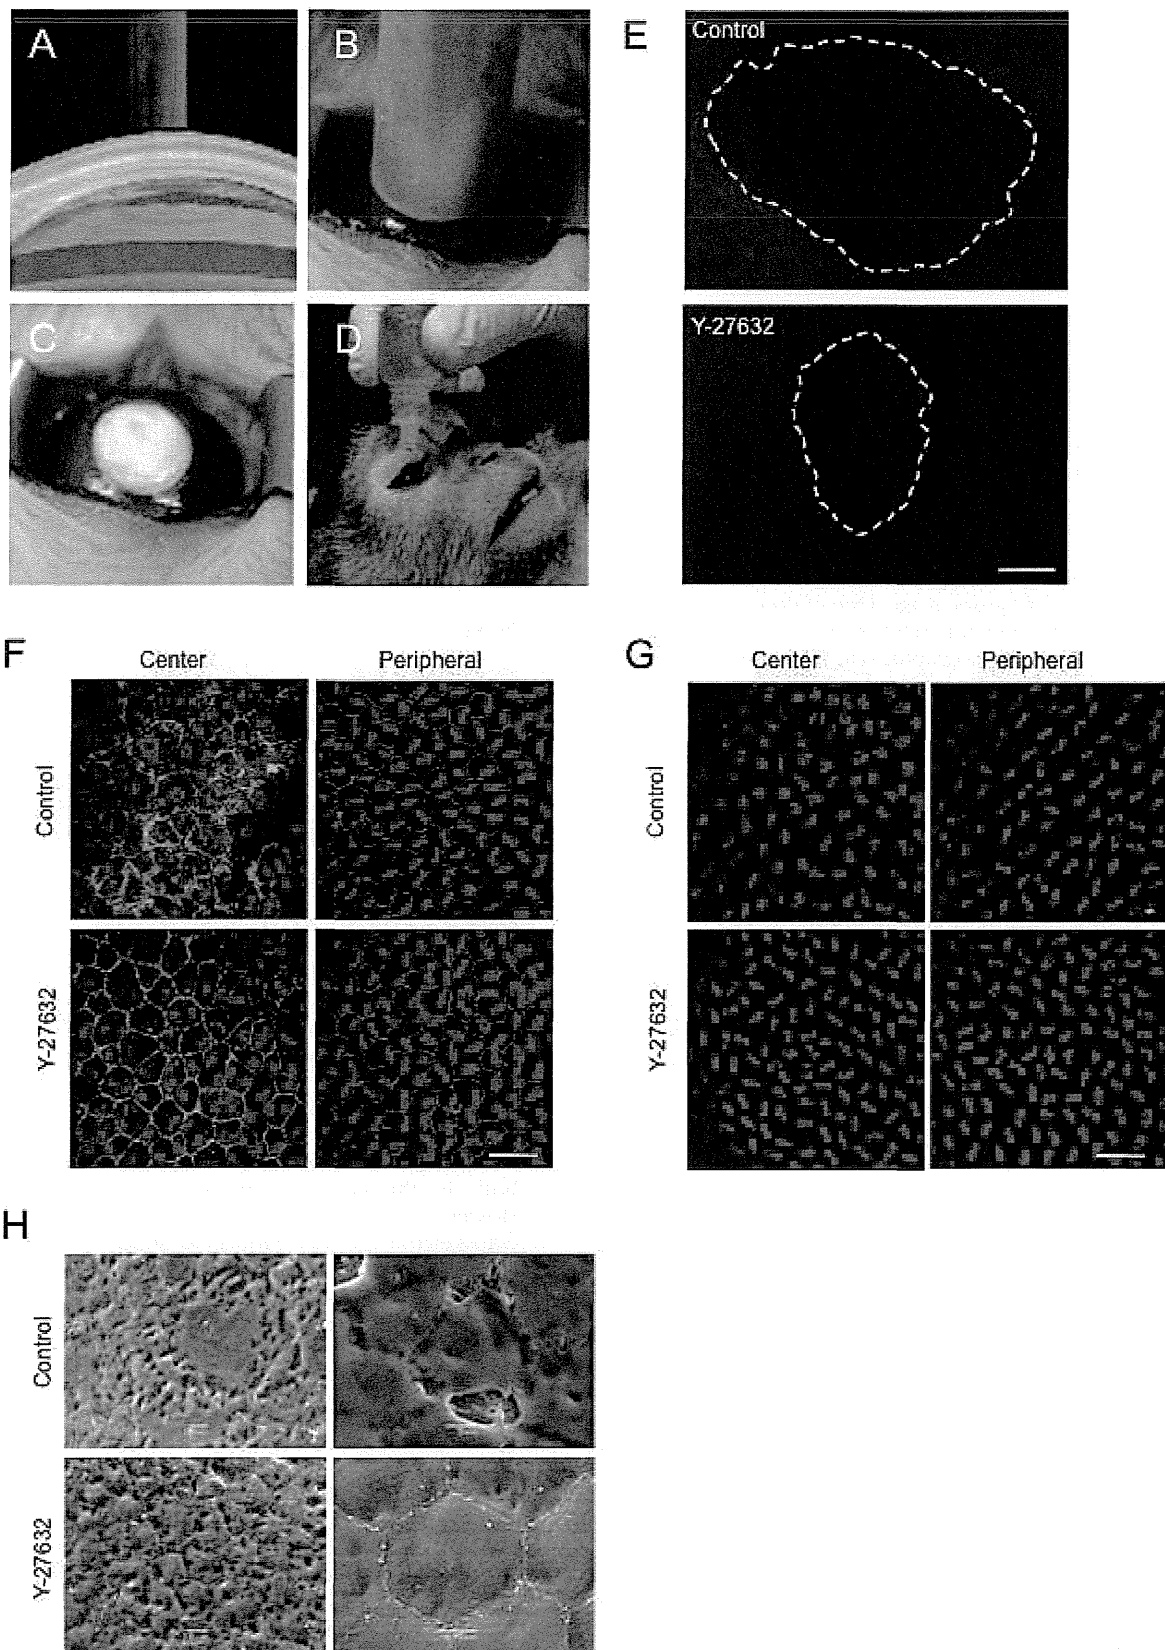 A
B
E
Control
C
D
Y-27632
F
Center
Peripheral
G
Center
Peripheral
Control
Control
Y-27632
Y-27632
H
Control
Y-27632